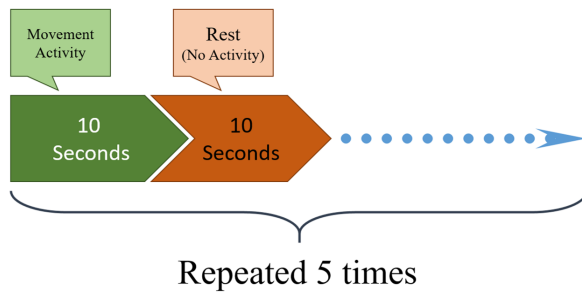 Movement
Activity
Rest
(No Activity)
10
Seconds
10
Seconds
Repeated 5 times